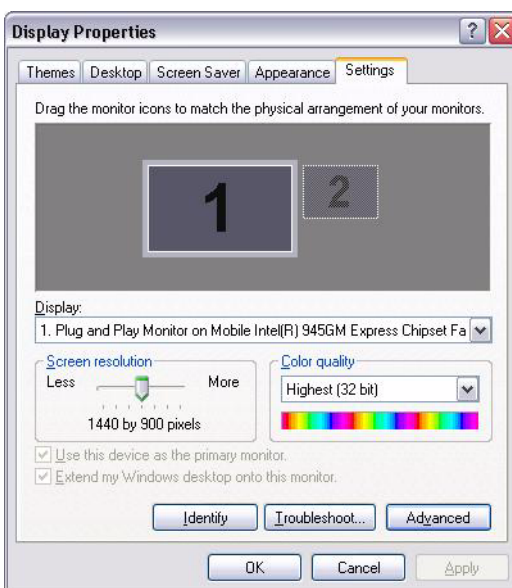 Display Properties
Themes Desktop Screen Saver Appearance Settings
Drag the monitor icons to match the physical arrangement of your monitors.
1 2
Display:
1. Plug and Play Monitor on Mobile Intel(R) 945GM Express Chipset Fa
Screen resolution Color quality
Less More Highest (32 bit)
1440 by 900 pixels
Use this device as the primary monitor.
Extend my Windows desktop onto this monitor.
Identify Troubleshoot... Advanced
OK Cancel Apply